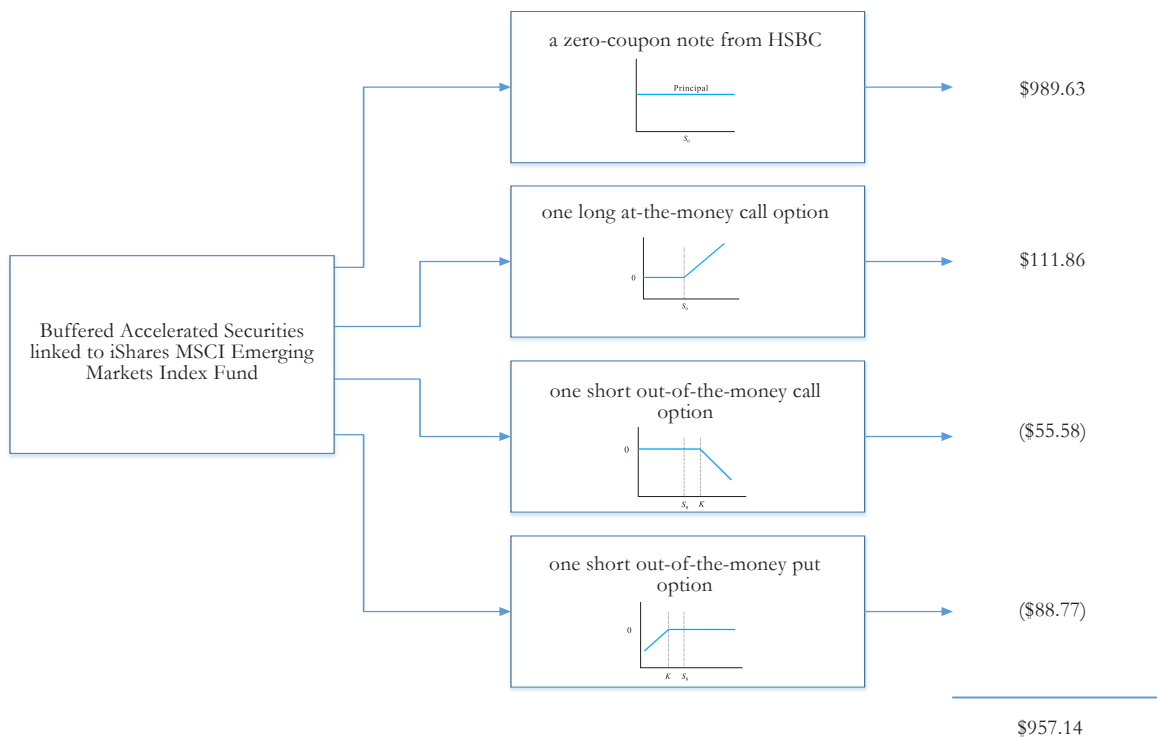 a zero-coupon note from HSBC
Principal
S₀
$989.63
one long at-the-money call option
0
S₀
$111.86
Buffered Accelerated Securities
linked to iShares MSCI Emerging
Markets Index Fund
one short out-of-the-money call
option
0
S₀ K
($55.58)
one short out-of-the-money put
option
0
K S₀
($88.77)
$957.14